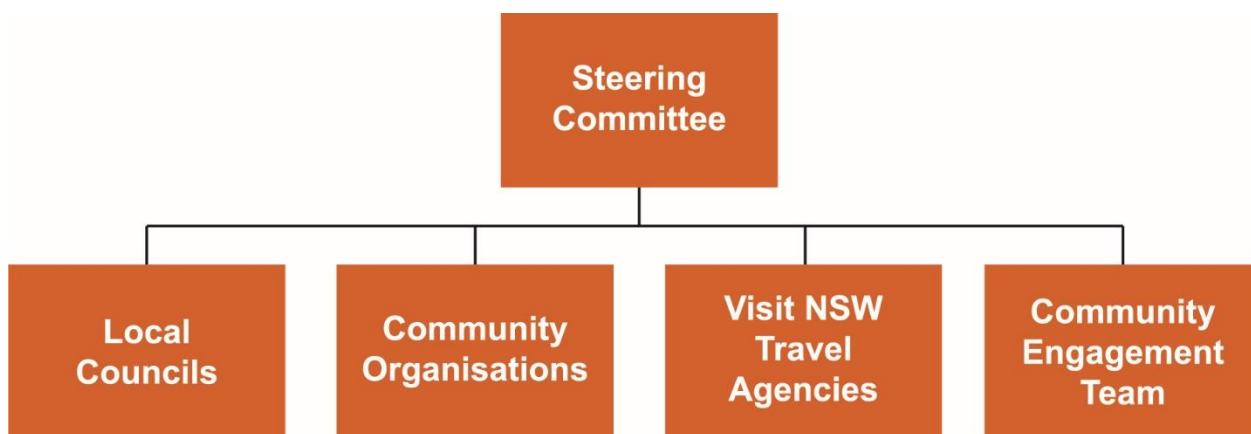 Steering
Committee
Local
Councils
Community
Organisations
Visit NSW
Travel
Agencies
Community
Engagement
Team